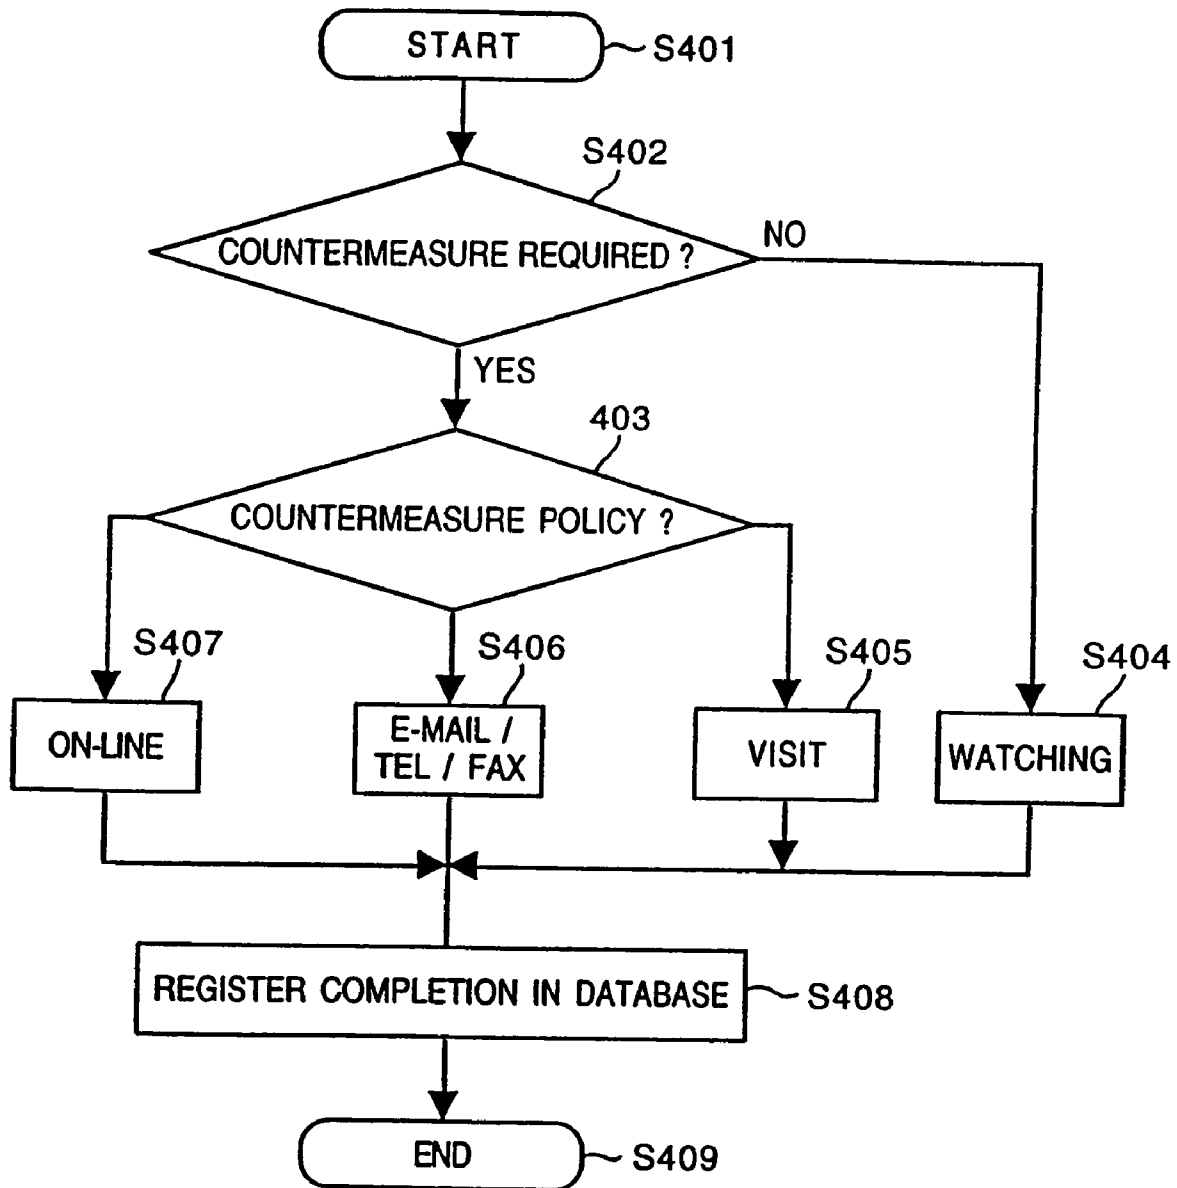 START
S401
S402
COUNTERMEASURE REQUIRED ?
NO
YES
403
COUNTERMEASURE POLICY ?
S407
S406
S405
S404
ON-LINE
E-MAIL /
TEL / FAX
VISIT
WATCHING
REGISTER COMPLETION IN DATABASE
S408
END
S409